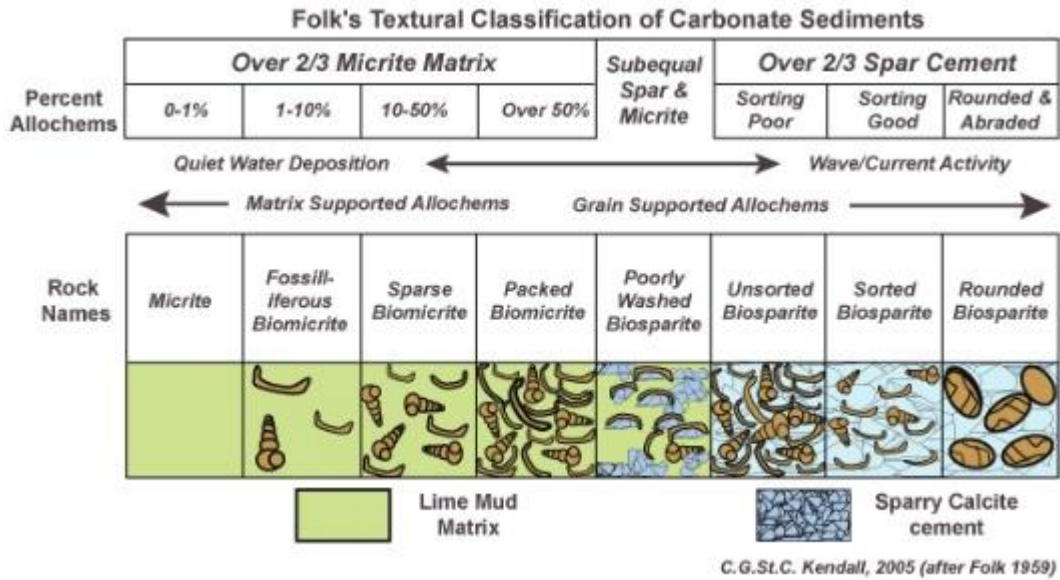 Folk's Textural Classification of Carbonate Sediments
Over 2/3 Micrite Matrix
Subequal
Spar &
Micrite
Over 2/3 Spar Cement
Percent
Allochems
0-1%
1-10%
10-50%
Over 50%
Sorting
Poor
Sorting
Good
Rounded &
Abraded
Quiet Water Deposition
Wave/Current Activity
Matrix Supported Allochems
Grain Supported Allochems
Rock
Names
Micrite
Fossill-
iferous
Biomicrite
Sparse
Biomicrite
Packed
Biomicrite
Poorly
Washed
Biosparite
Unsorted
Biosparite
Sorted
Biosparite
Rounded
Biosparite
Lime Mud
Matrix
Sparry Calcite
cement
C.G.St.C. Kendall, 2005 (after Folk 1959)